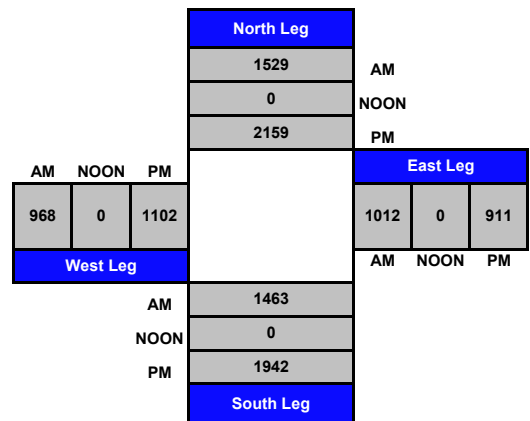 North Leg
1529 AM
0 NOON
2159 PM
AM NOON PM
East Leg
968 0 1102
1012 0 911
West Leg
AM NOON PM
AM 1463
NOON 0
PM 1942
South Leg